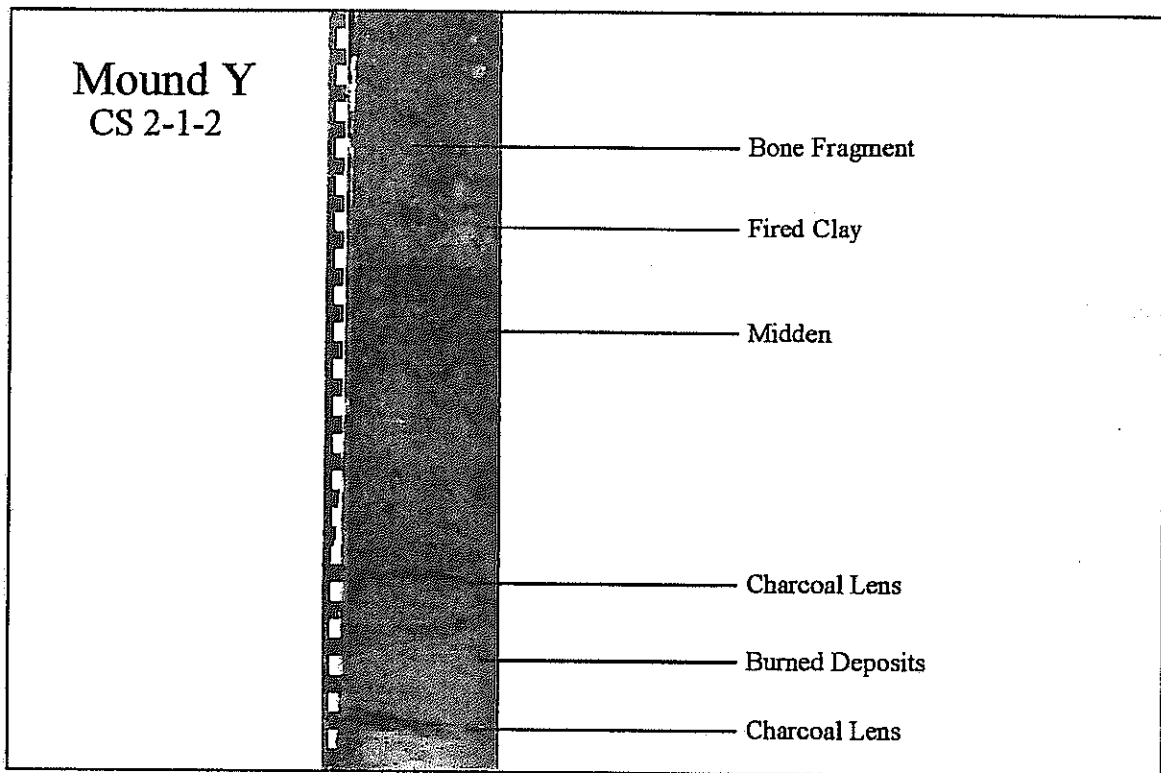 Mound Y
CS 2-1-2
Bone Fragment
Fired Clay
Midden
Charcoal Lens
Burned Deposits
Charcoal Lens